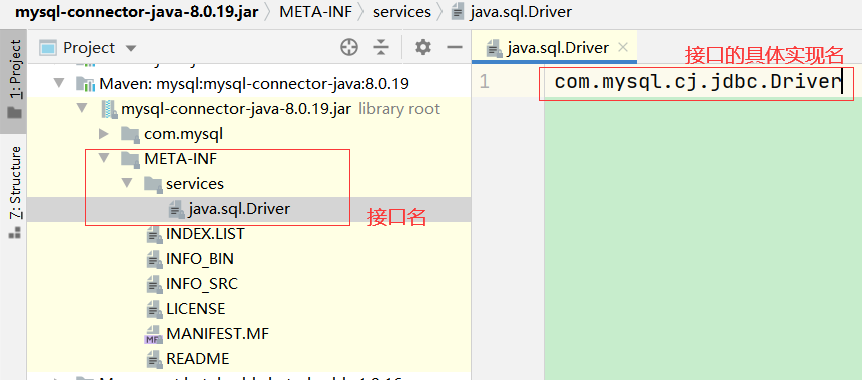 mysql-connector-java-8.0.19.jar META-INF services java.sql.Driver
1: Project
7: Structure
Project
Maven: mysql:mysql-connector-java:8.0.19
mysql-connector-java-8.0.19.jar library root
com.mysql
META-INF
services
java.sql.Driver
接口名
INDEX.LIST
INFO_BIN
INFO_SRC
LICENSE
MF MANIFEST.MF
README
java.sql.Driver
接口的具体实现名
1 com.mysql.cj.jdbc.Driver